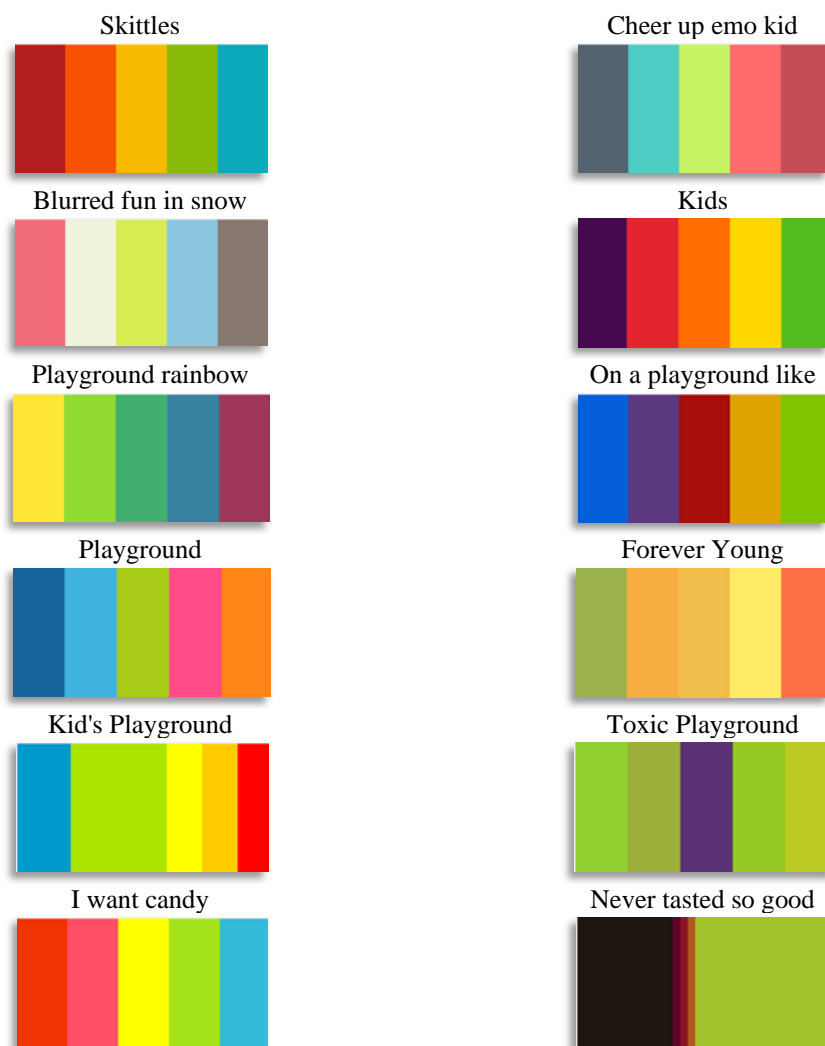 Skittles
Cheer up emo kid
Blurred fun in snow
Kids
Playground rainbow
On a playground like
Playground
Forever Young
Kid's Playground
Toxic Playground
I want candy
Never tasted so good